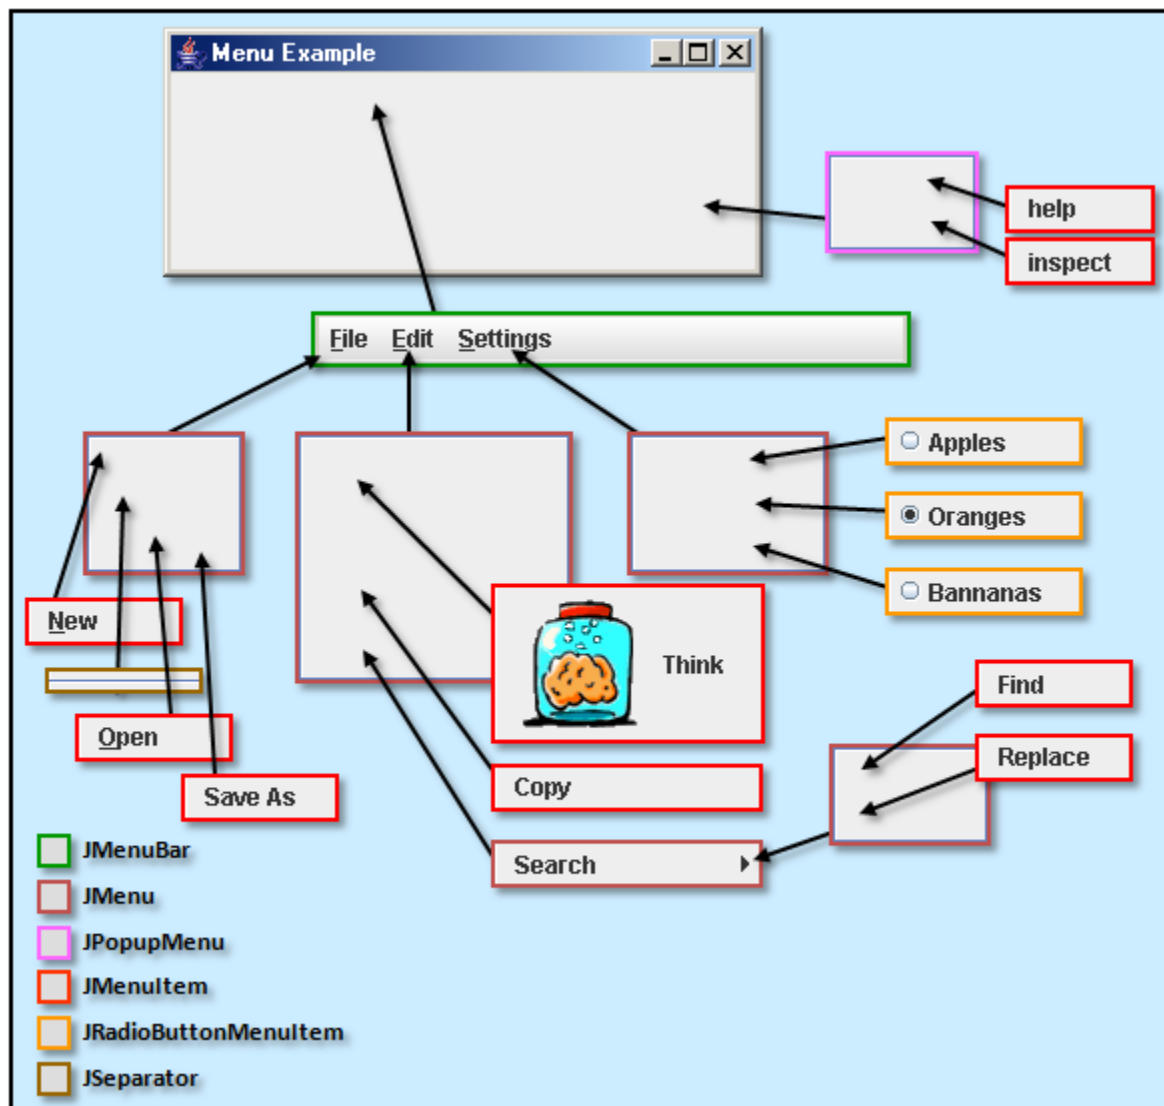 Menu Example
help
inspect
File Edit Settings
Apples
Oranges
Bannanas
New
Think
Find
Open
Replace
Save As
Copy
Search
JMenuBar
JMenu
JPopupMenu
JMenuItem
JRadioButtonMenuItem
JSeparator